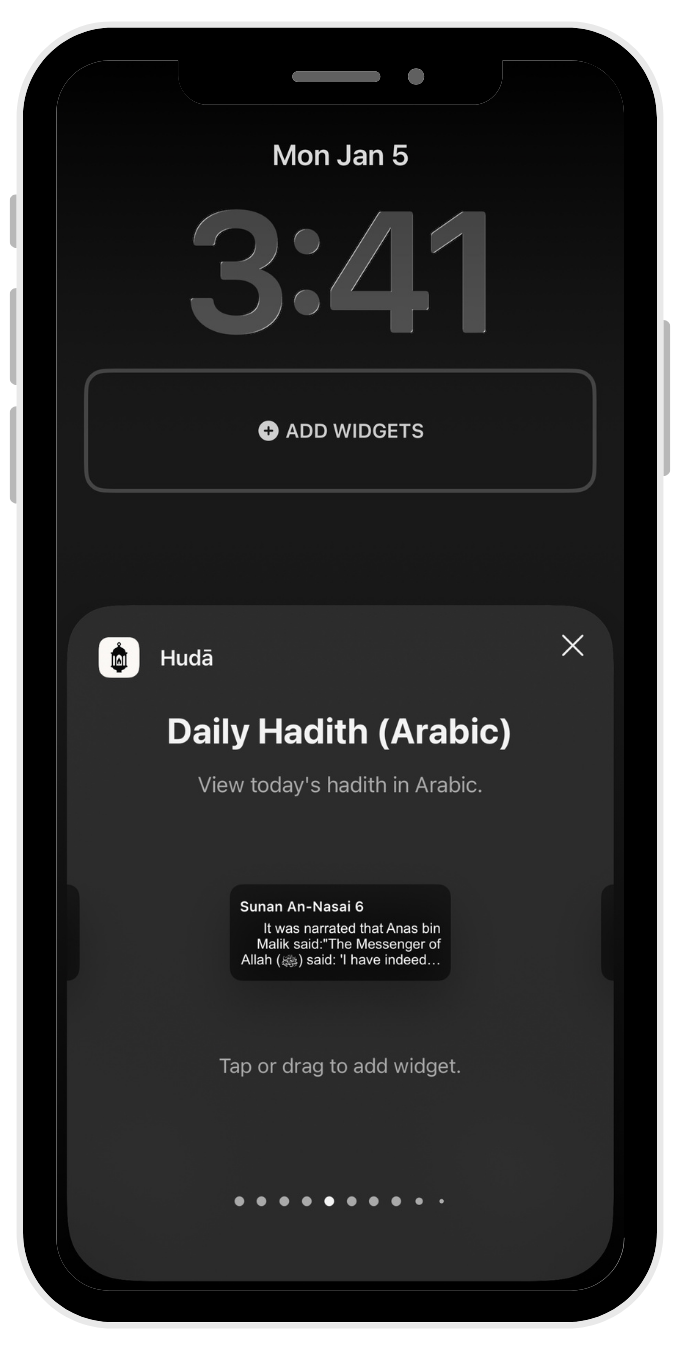 Mon Jan 5
3:41
ADD WIDGETS
Hudā
Daily Hadith (Arabic)
View today's hadith in Arabic.
Sunan An-Nasai 6
It was narrated that Anas bin
Malik said:"The Messenger of
Allah (ﷺ) said: 'I have indeed...
Tap or drag to add widget.